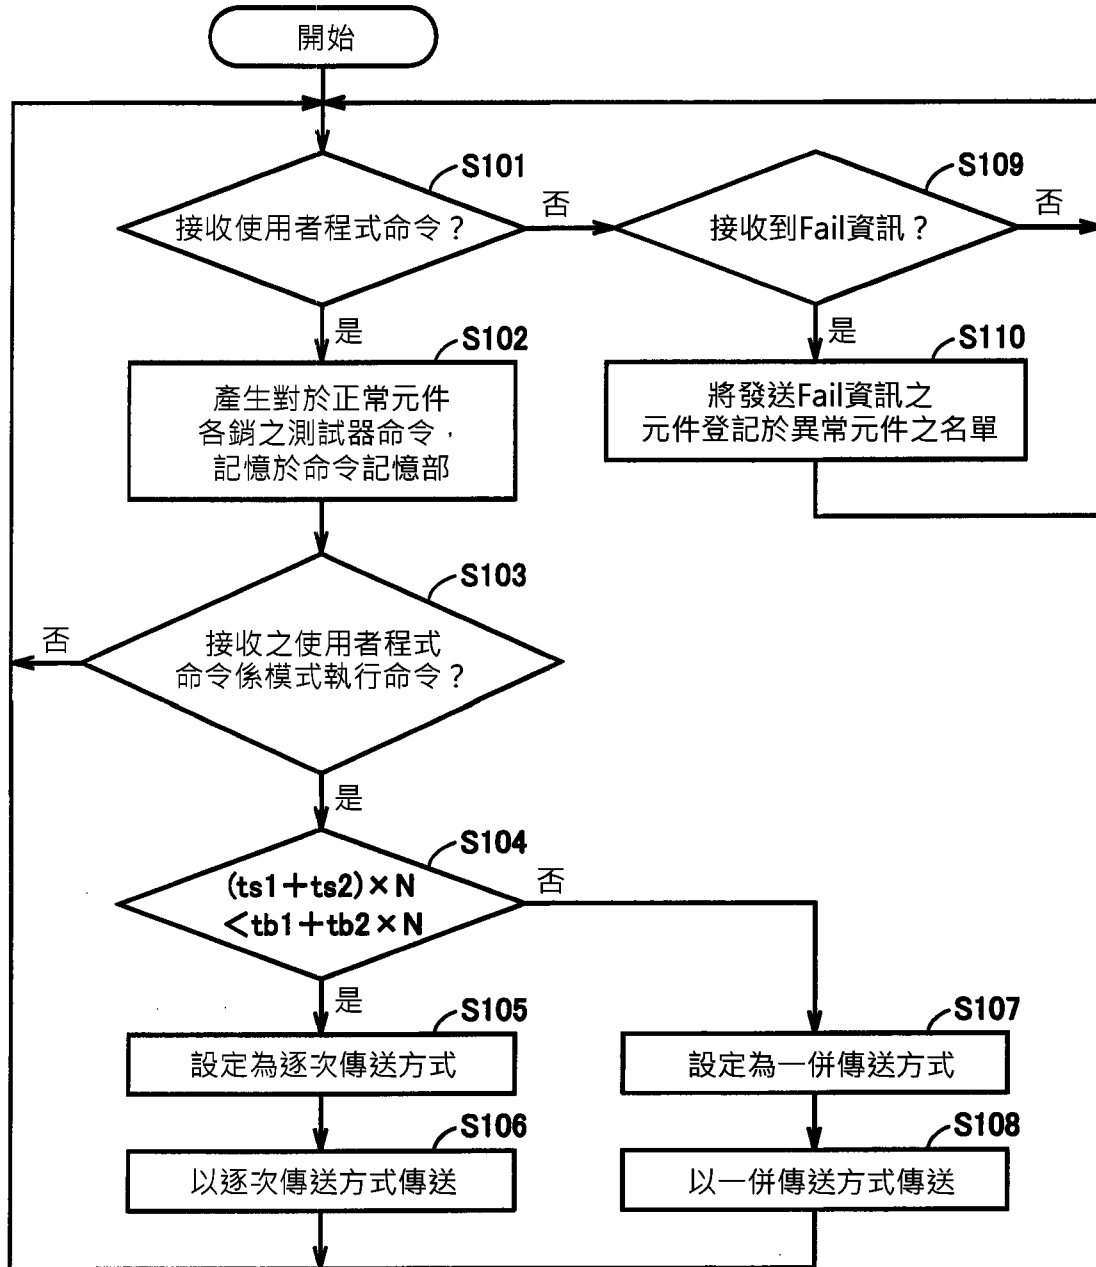 開始
S101
接收使用者程式命令？
否
S109
接收到Fail資訊？
否
是
S102
產生對於正常元件
各銷之測試器命令，
記憶於命令記憶部
是
S110
將發送Fail資訊之
元件登記於異常元件之名單
S103
接收之使用者程式
命令係模式執行命令？
否
是
S104
(ts1＋ts2)×N
＜tb1＋tb2×N
否
是
S105
設定為逐次傳送方式
S107
設定為一併傳送方式
S106
以逐次傳送方式傳送
S108
以一併傳送方式傳送